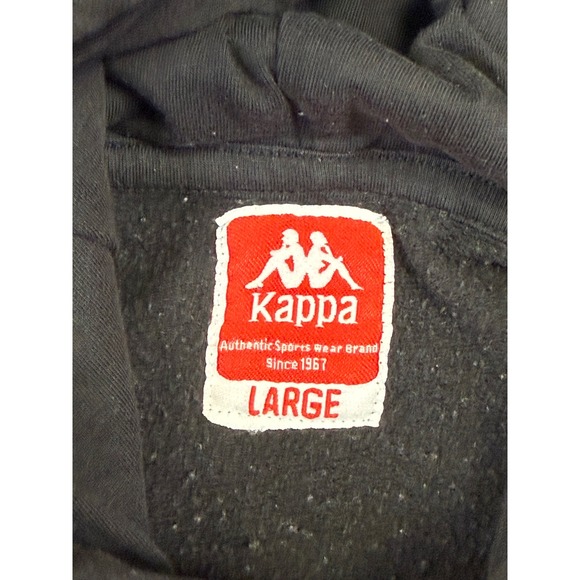 Kappa
Authentic Sports Wear Brand
Since 1967
LARGE